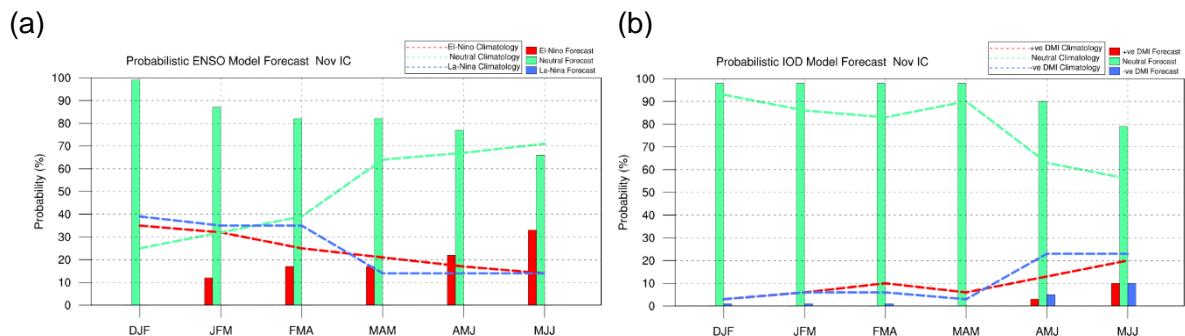 (a)
Probabilistic ENSO Model Forecast Nov IC
El-Nino Climatology
Neutral Climatology
La-Nina Climatology
El-Nino Forecast
Neutral Forecast
La-Nina Forecast
Probability (%)
100
90
80
70
60
50
40
30
20
10
0
DJF JFM FMA MAM AMJ MJJ
(b)
Probabilistic IOD Model Forecast Nov IC
+ve DMI Climatology
Neutral Climatology
-ve DMI Climatology
+ve DMI Forecast
Neutral Forecast
-ve DMI Forecast
Probability (%)
100
90
80
70
60
50
40
30
20
10
0
DJF JFM FMA MAM AMJ MJJ